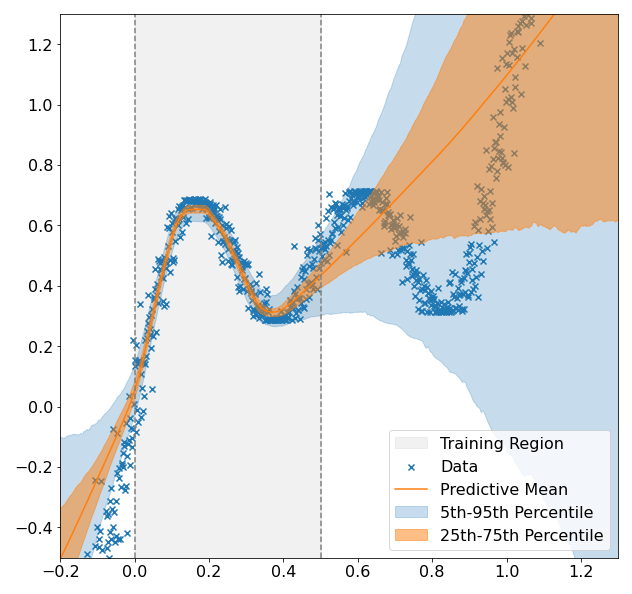 1.2
1.0
0.8
0.6
0.4
0.2
0.0
−0.2
−0.4
−0.2 0.0 0.2 0.4 0.6 0.8 1.0 1.2
Training Region
Data
Predictive Mean
5th-95th Percentile
25th-75th Percentile